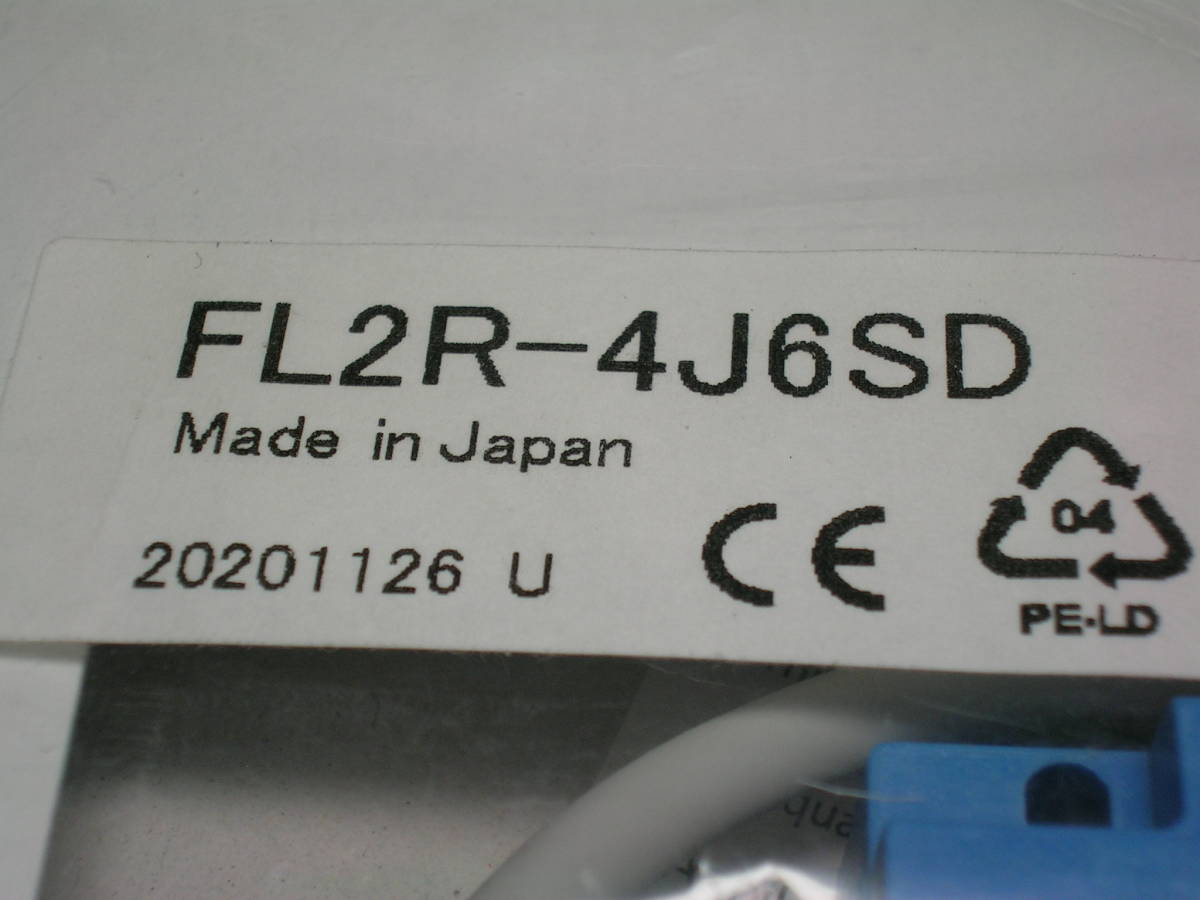 FL2R-4J6SD
Made in Japan
20201126 U
CE
04
PE-LD